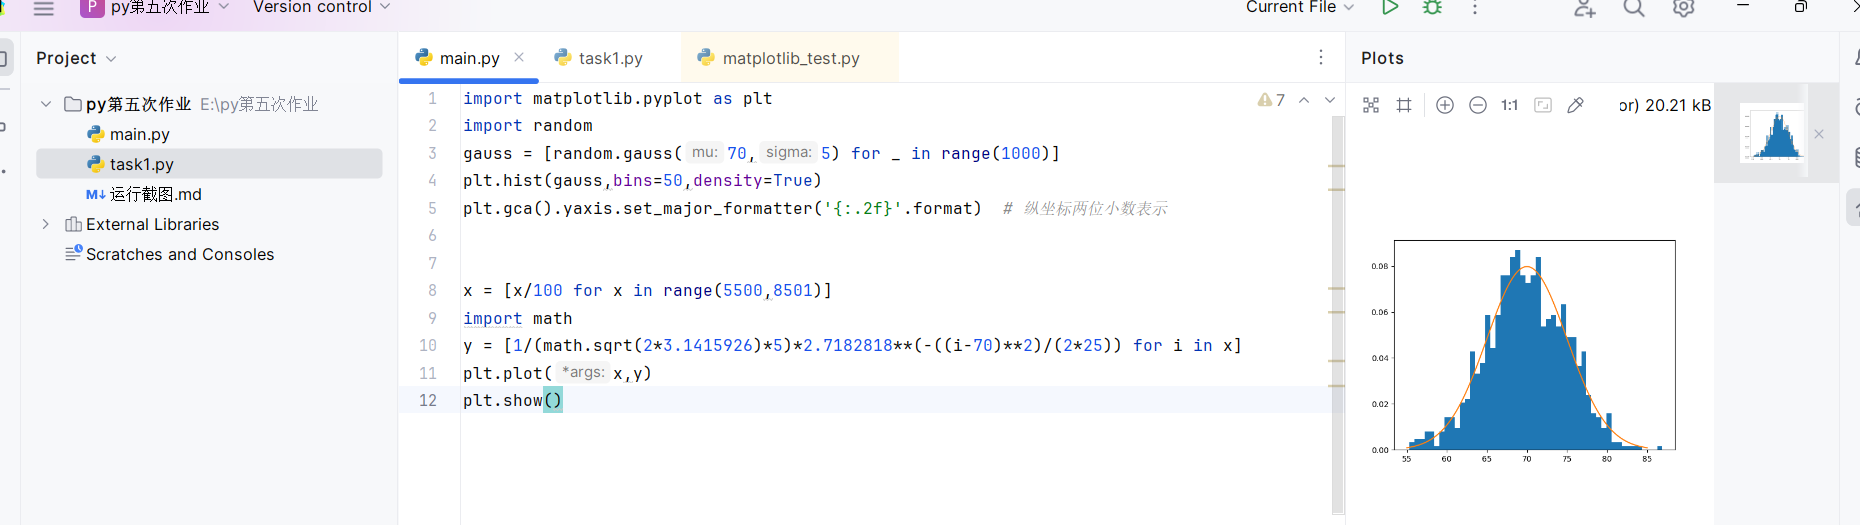 P py第五次作业 Version control Current File
Project
main.py task1.py matplotlib_test.py
Plots
py第五次作业 E:\py第五次作业
main.py
task1.py
M↓ 运行截图.md
External Libraries
Scratches and Consoles
7
1 import matplotlib.pyplot as plt
2 import random
3 gauss = [random.gauss( mu: 70, sigma: 5) for _ in range(1000)]
4 plt.hist(gauss,bins=50,density=True)
5 plt.gca().yaxis.set_major_formatter('{:.2f}'.format)  # 纵坐标两位小数表示
6
7
8 x = [x/100 for x in range(5500,8501)]
9 import math
10 y = [1/(math.sqrt(2*3.1415926)*5)*2.7182818**(-((i-70)**2)/(2*25)) for i in x]
11 plt.plot( *args: x,y)
12 plt.show()
1:1 or) 20.21 kB
0.08
0.06
0.04
0.02
0.00
55 60 65 70 75 80 85